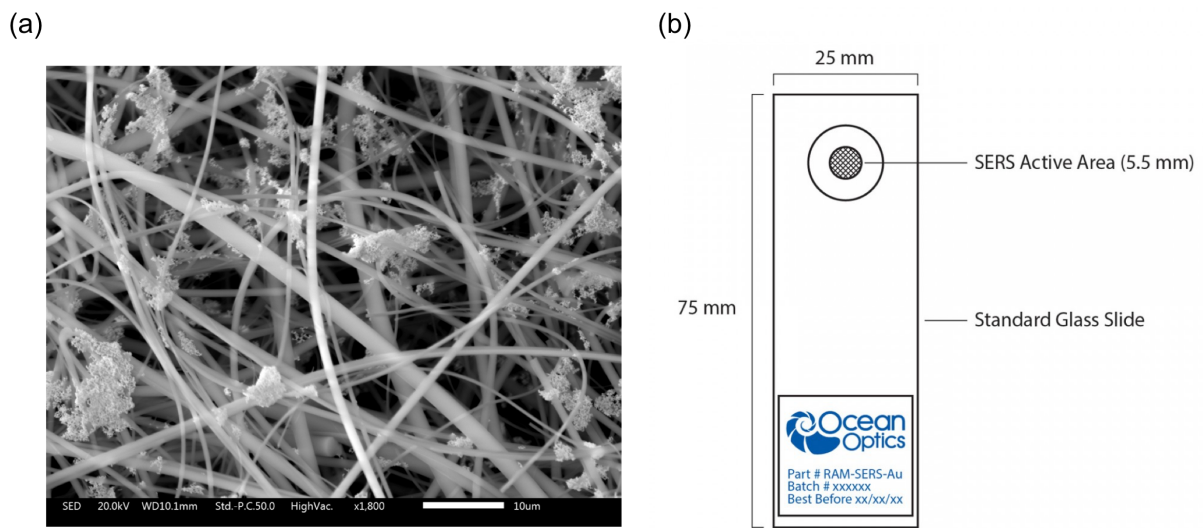 (a)
(b)
25 mm
SERS Active Area (5.5 mm)
75 mm
Standard Glass Slide
Ocean
Optics
Part # RAM-SERS-Au
Batch # xxxxxx
Best Before xx/xx/xx
SED 20.0kV WD10.1mm Std.-P.C.50.0 HighVac. x1,800 10um